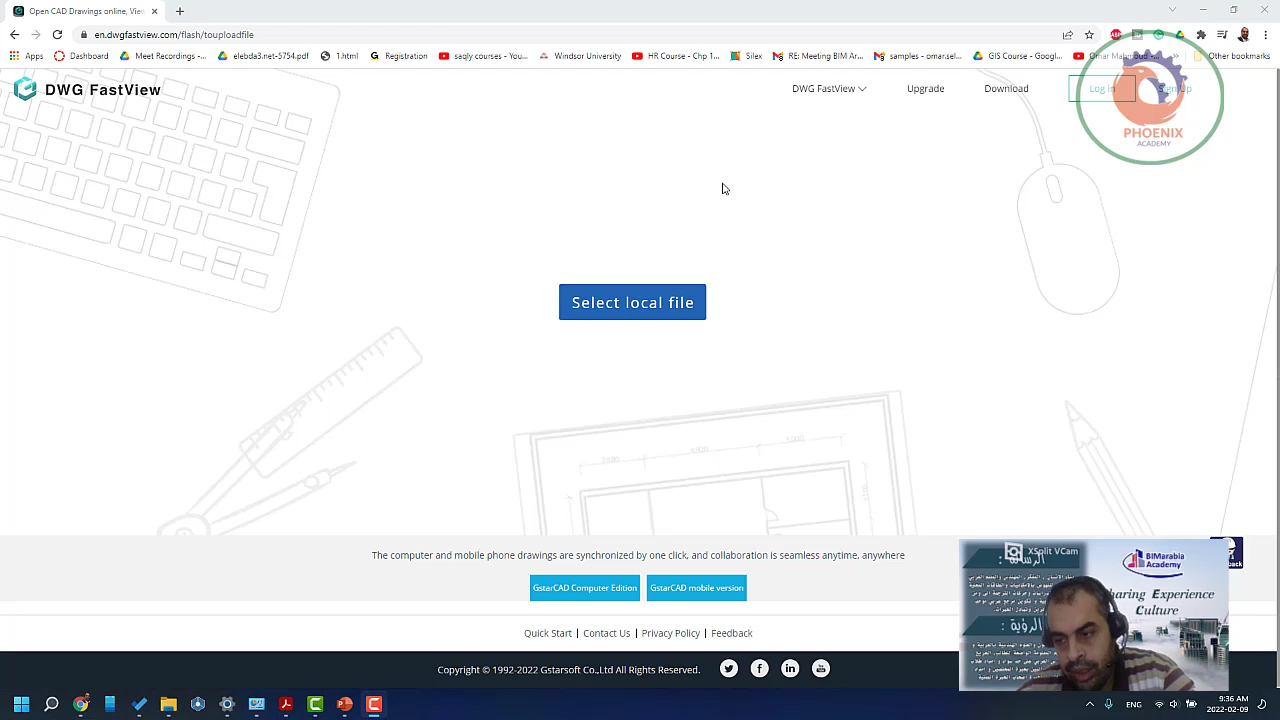 Open CAD Drawings online, View
en.dwgfastview.com/flash/touploadfile
Apps
Dashboard
Meet Recordings -...
elebda3.net-5754.pdf
1.html
saqly courses - You...
Windsor University
HR Course - Chp 1...
Silex
RE: Meeting BIM Ar...
samples - omar.sel...
GIS Course - Googl...
Omar Mahmoud -...
Other bookmarks
DWG FastView
DWG FastView
Upgrade
Download
Log in
Sign Up
PHOENIX
ACADEMY
Select local file
The computer and mobile phone drawings are synchronized by one click, and collaboration is seamless anytime, anywhere
GstarCAD Computer Edition
GstarCAD mobile version
Quick Start
Contact Us
Privacy Policy
Feedback
Copyright © 1992-2022 Gstarsoft Co.,Ltd All Rights Reserved.
XSplit VCam
الرسالة :
BIMarabia
Academy
haring Experience
Culture
الرؤية :
9:36 AM
2022-02-09